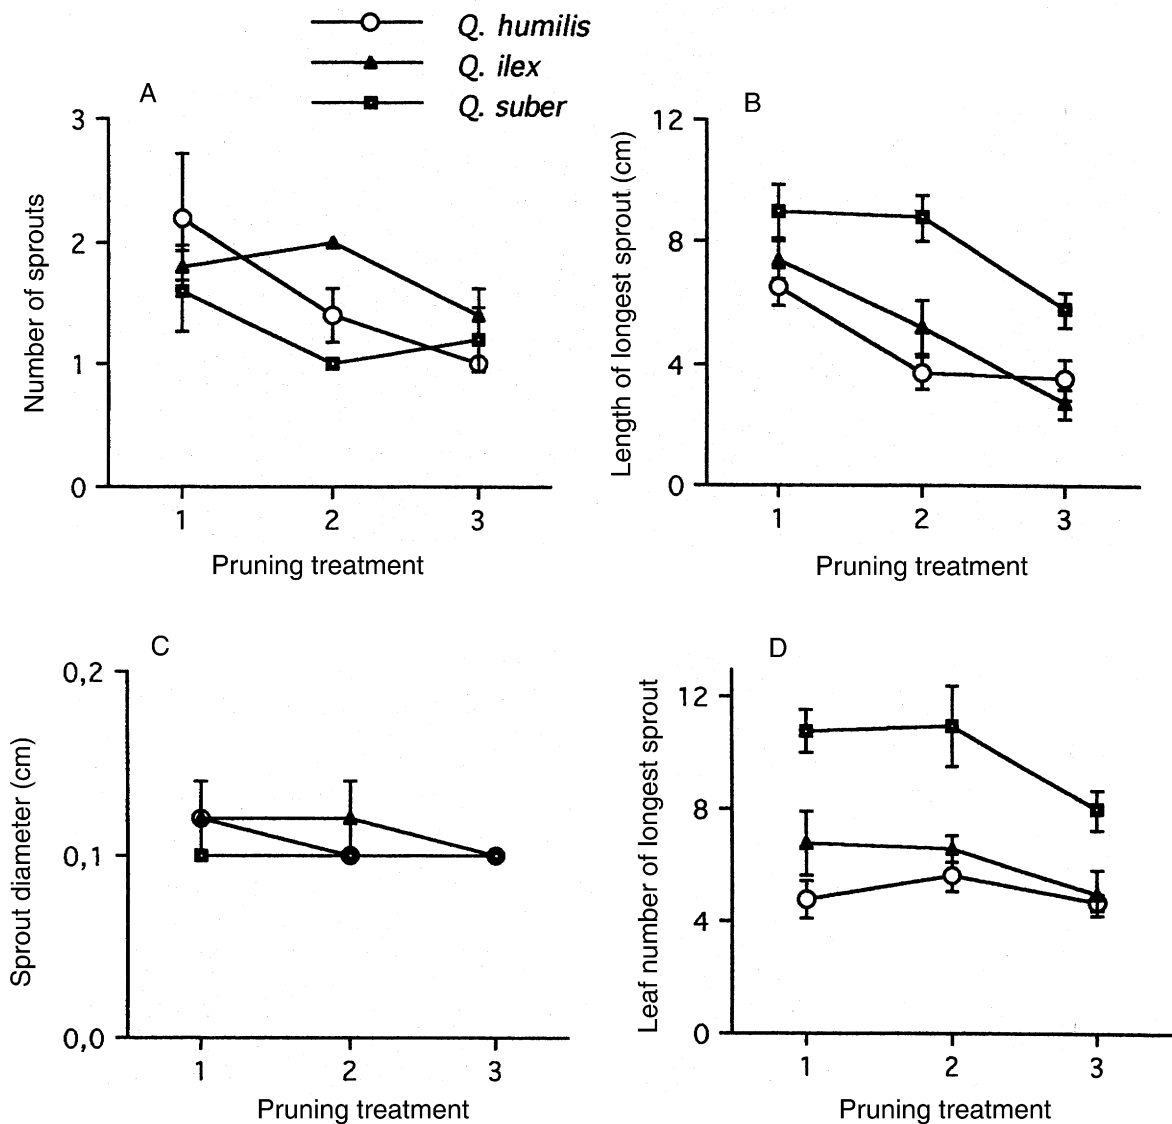 Q. humilis
Q. ilex
Q. suber
A
3
2
1
0
Number of sprouts
1 2 3
Pruning treatment
B
12
8
4
0
Length of longest sprout (cm)
1 2 3
Pruning treatment
C
0,2
0,1
0,0
Sprout diameter (cm)
1 2 3
Pruning treatment
D
12
8
4
0
Leaf number of longest sprout
1 2 3
Pruning treatment